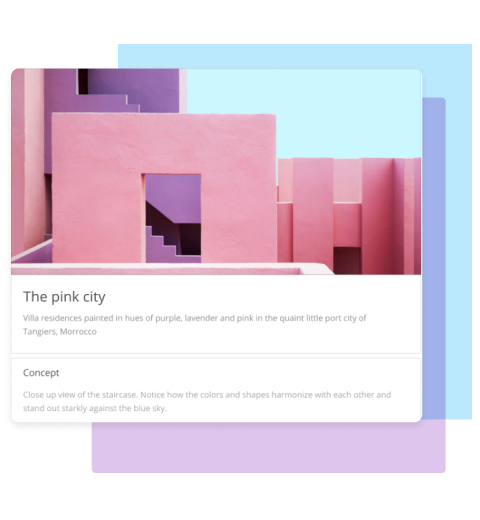 The pink city
Villa residences painted in hues of purple, lavender and pink in the quaint little port city of
Tangiers, Morrocco
Concept
Close up view of the staircase. Notice how the colors and shapes harmonize with each other and
stand out starkly against the blue sky.